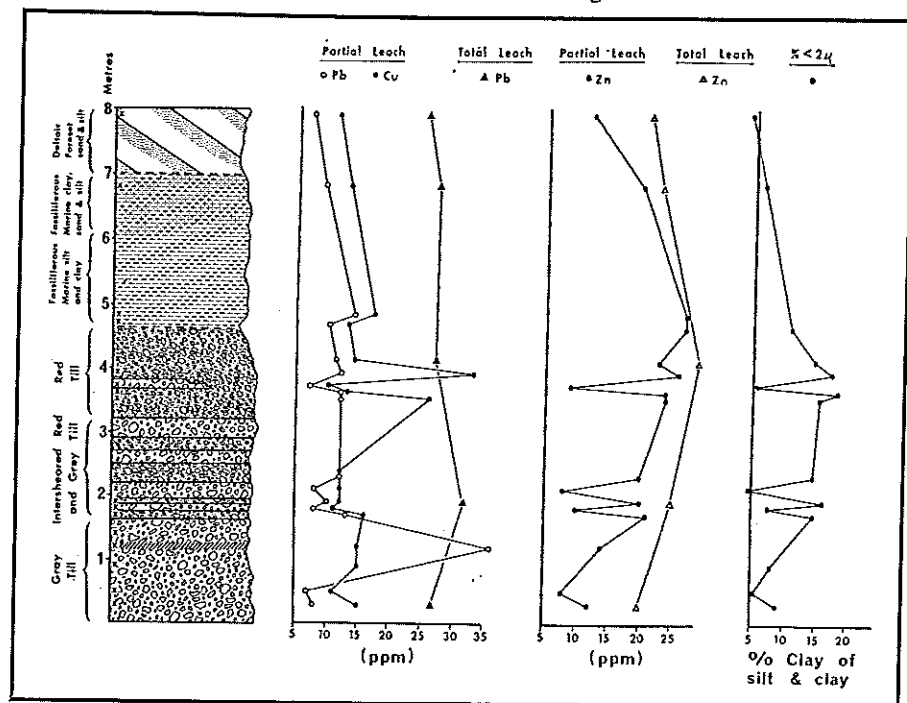 Partial Leach
Total Leach
Partial Leach
Total Leach
% < 2μ
Pb
Cu
Pb
Zn
Zn
Metres
8
7
6
5
4
3
2
1
Deltaic
Foreset
sand & silt
Fossiliferous
Marine clay,
sand & silt
Fossiliferous
Marine silt
and clay
Red
Till
Intersheared Red
and Gray Till
Gray
Till
5 10 15 20 25 30 35
(ppm)
5 10 15 20 25
(ppm)
5 10 15 20
% Clay of
silt & clay